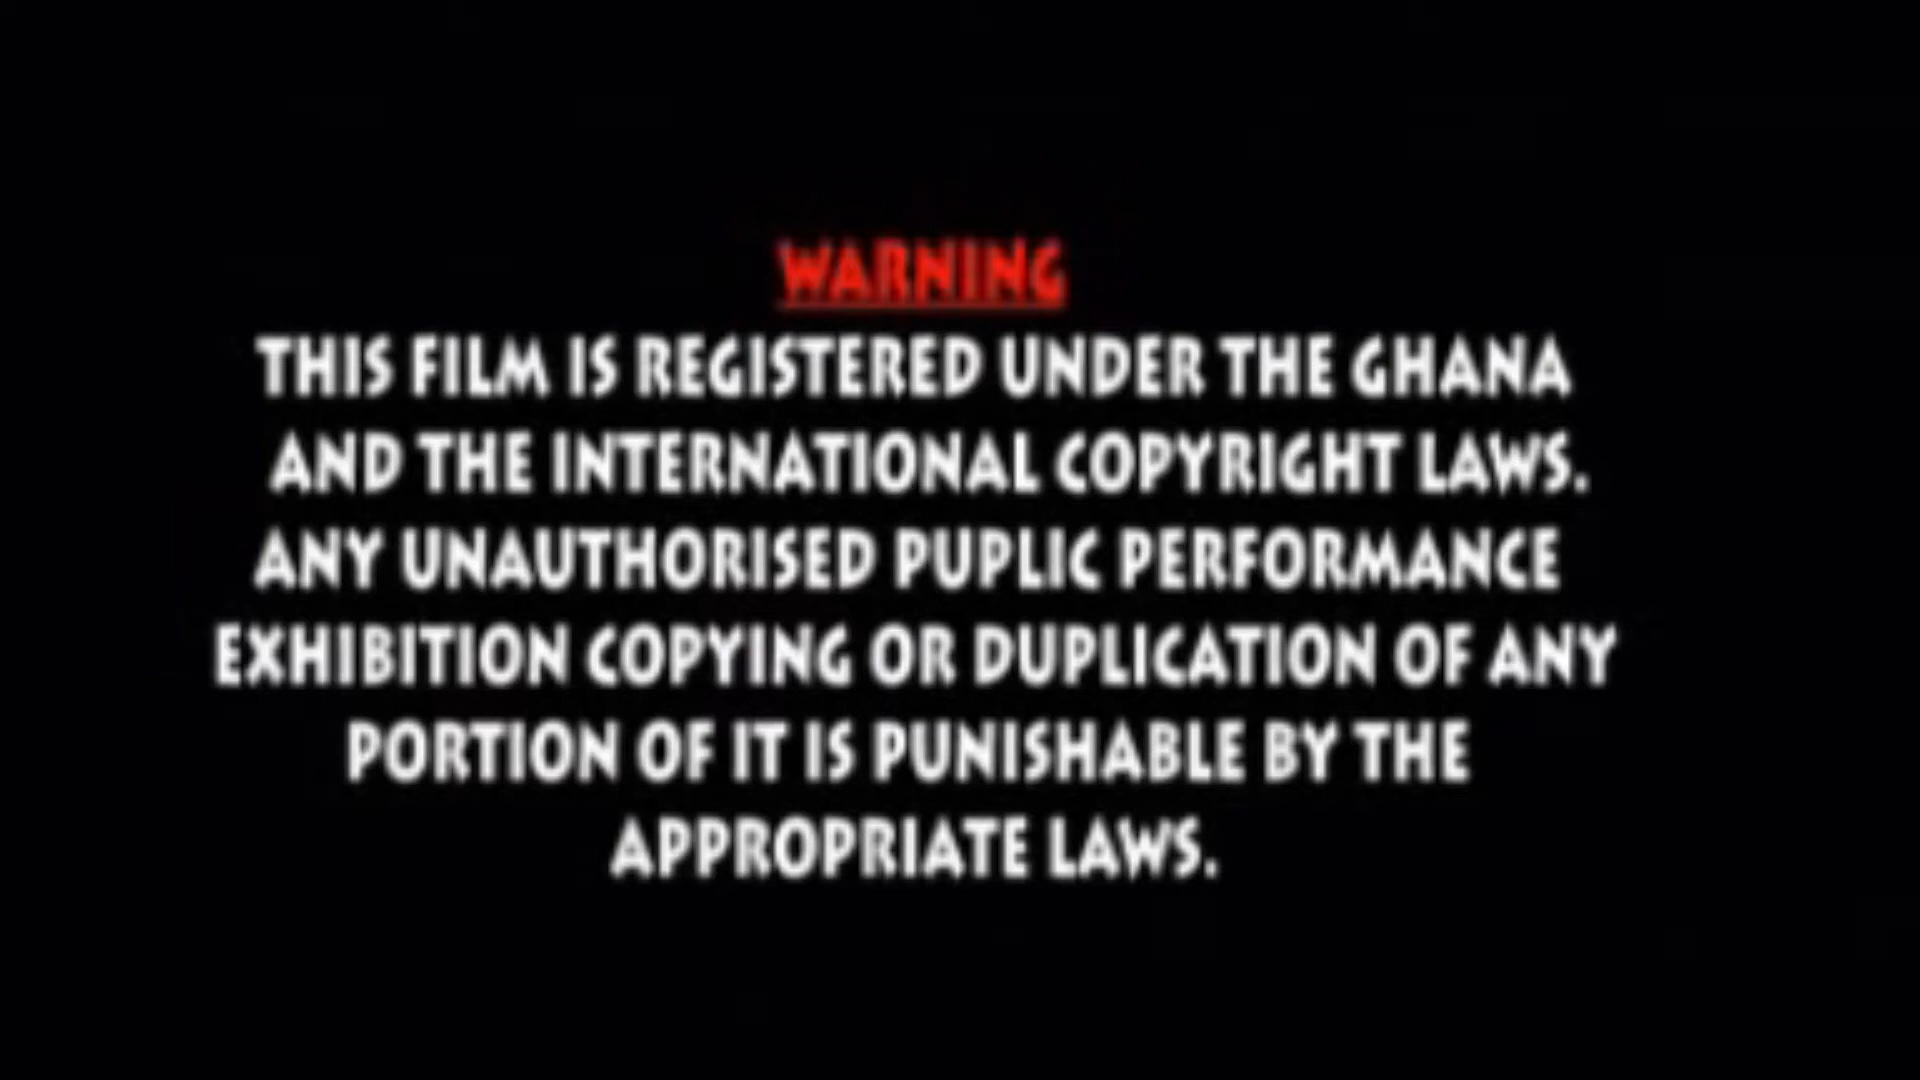 WARNING
THIS FILM IS REGISTERED UNDER THE GHANA
AND THE INTERNATIONAL COPYRIGHT LAWS.
ANY UNAUTHORISED PUPLIC PERFORMANCE
EXHIBITION COPYING OR DUPLICATION OF ANY
PORTION OF IT IS PUNISHABLE BY THE
APPROPRIATE LAWS.